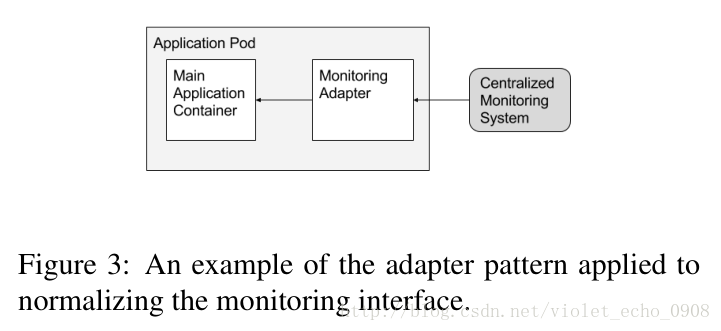 Application Pod
Main
Application
Container
Monitoring
Adapter
Centralized
Monitoring
System
Figure 3: An example of the adapter pattern applied to
normalizing the monitoring interface.
http://blog.csdn.net/violet_echo_0908